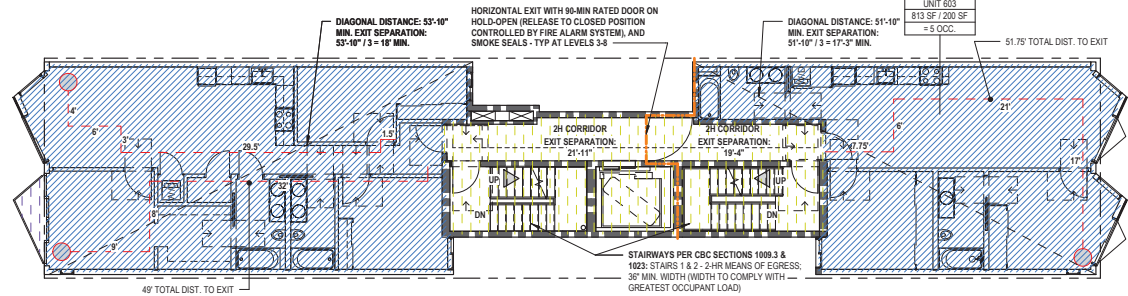 HORIZONTAL EXIT WITH 90-MIN RATED DOOR ON
HOLD-OPEN (RELEASE TO CLOSED POSITION
CONTROLLED BY FIRE ALARM SYSTEM), AND
SMOKE SEALS - TYP AT LEVELS 3-8
DIAGONAL DISTANCE: 53'-10"
MIN. EXIT SEPARATION:
53'-10" / 3 = 18' MIN.
DIAGONAL DISTANCE: 51'-10"
MIN. EXIT SEPARATION:
51'-10" / 3 = 17'-3" MIN.
UNIT 603
813 SF / 200 SF
= 5 OCC.
51.75' TOTAL DIST. TO EXIT
4'
6'
3'
29.5'
1.5'
2H CORRIDOR
EXIT SEPARATION:
21'-11"
2H CORRIDOR
EXIT SEPARATION:
19'-4"
21'
6'
7.75'
17'
UP
DN
UP
DN
32'
8'
9'
STAIRWAYS PER CBC SECTIONS 1009.3 &
1023: STAIRS 1 & 2 - 2-HR MEANS OF EGRESS;
36" MIN. WIDTH (WIDTH TO COMPLY WITH
GREATEST OCCUPANT LOAD)
49' TOTAL DIST. TO EXIT